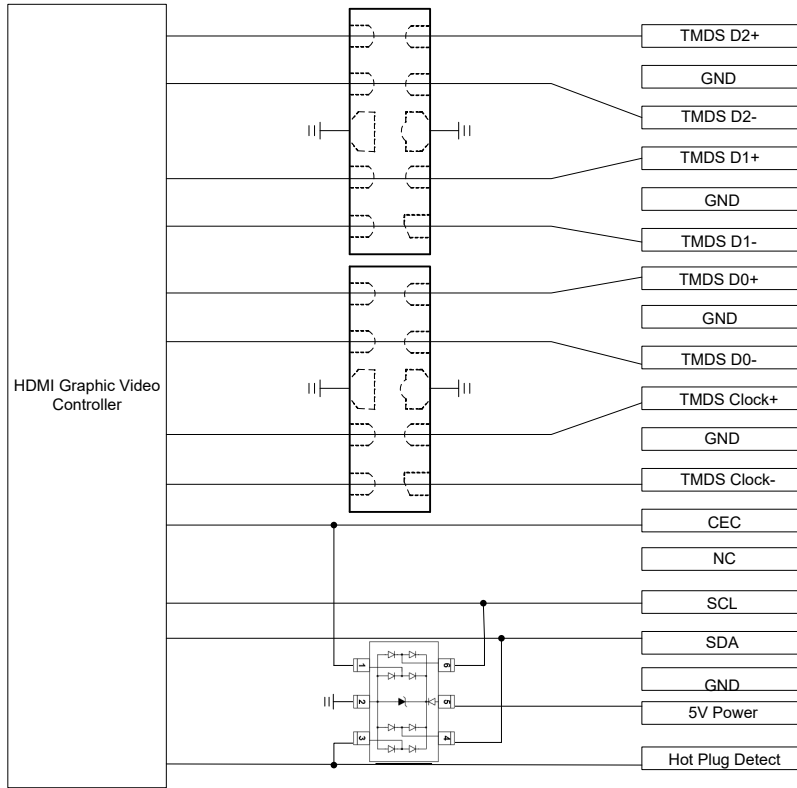 TMDS D2+
GND
TMDS D2-
TMDS D1+
GND
TMDS D1-
TMDS D0+
GND
TMDS D0-
HDMI Graphic Video
Controller
TMDS Clock+
GND
TMDS Clock-
CEC
NC
SCL
SDA
GND
5V Power
Hot Plug Detect
1
6
2
5
3
4